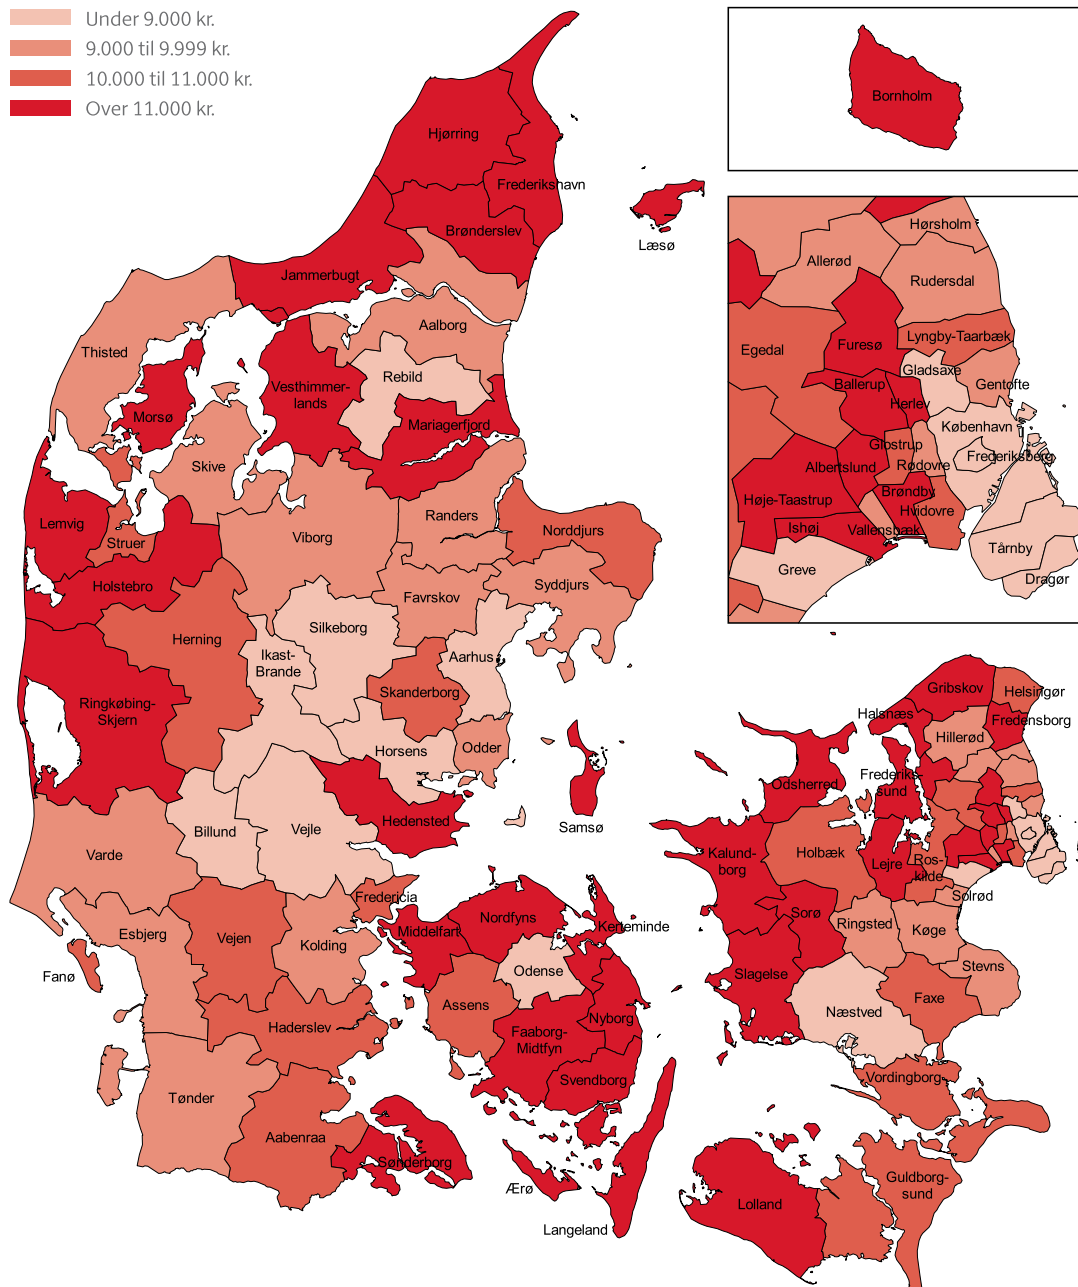 Under 9.000 kr.
9.000 til 9.999 kr.
10.000 til 11.000 kr.
Over 11.000 kr.
Bornholm
Hjørring
Frederikshavn
Brønderslev
Læsø
Jammerbugt
Aalborg
Thisted
Rebild
Vesthimmer-
lands
Morsø
Mariagerfjord
Skive
Lemvig
Struer
Viborg
Randers
Norddjurs
Holstebro
Syddjurs
Favrskov
Silkeborg
Herning
Ikast-
Brande
Aarhus
Skanderborg
Ringkøbing-
Skjern
Horsens
Odder
Samsø
Hedensted
Billund
Vejle
Varde
Fredericia
Esbjerg
Vejen
Kolding
Fanø
Haderslev
Tønder
Aabenraa
Sønderborg
Nordfyns
Middelfart
Kerteminde
Odense
Assens
Nyborg
Faaborg-
Midtfyn
Svendborg
Ærø
Langeland
Hørsholm
Allerød
Rudersdal
Egedal
Furesø
Lyngby-Taarbæk
Gladsaxe
Gentofte
Ballerup
Herlev
København
Glostrup
Frederiksberg
Albertslund
Rødovre
Høje-Taastrup
Brøndby
Hvidovre
Ishøj
Vallensbæk
Greve
Tårnby
Dragør
Gribskov
Helsingør
Halsnæs
Fredensborg
Hillerød
Odsherred
Frederiks-
sund
Kalund-
borg
Holbæk
Lejre
Ros-
kilde
Solrød
Sorø
Ringsted
Køge
Slagelse
Stevns
Næstved
Faxe
Vordingborg
Guldborg-
sund
Lolland